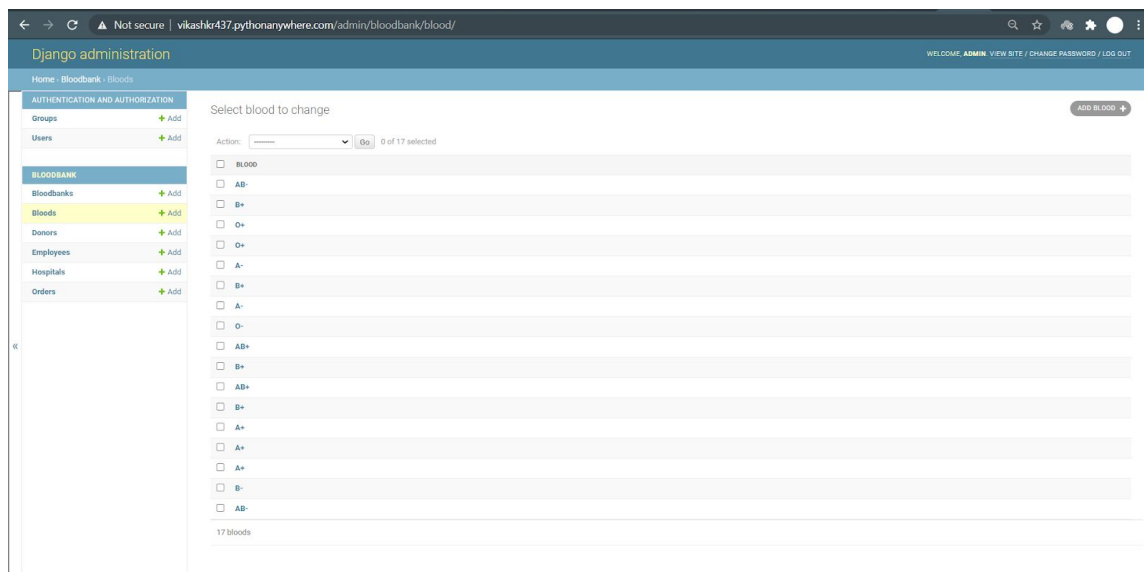 Not secure | vikashkr437.pythonanywhere.com/admin/bloodbank/blood/
Django administration
WELCOME, ADMIN. VIEW SITE / CHANGE PASSWORD / LOG OUT
Home › Bloodbank › Bloods
AUTHENTICATION AND AUTHORIZATION
Groups + Add
Users + Add
BLOODBANK
Bloodbanks + Add
Bloods + Add
Donors + Add
Employees + Add
Hospitals + Add
Orders + Add
«
Select blood to change
ADD BLOOD +
Action: --------- Go 0 of 17 selected
BLOOD
AB-
B+
O+
O+
A-
B+
A-
O-
AB+
B+
AB+
B+
A+
A+
A+
B-
AB-
17 bloods